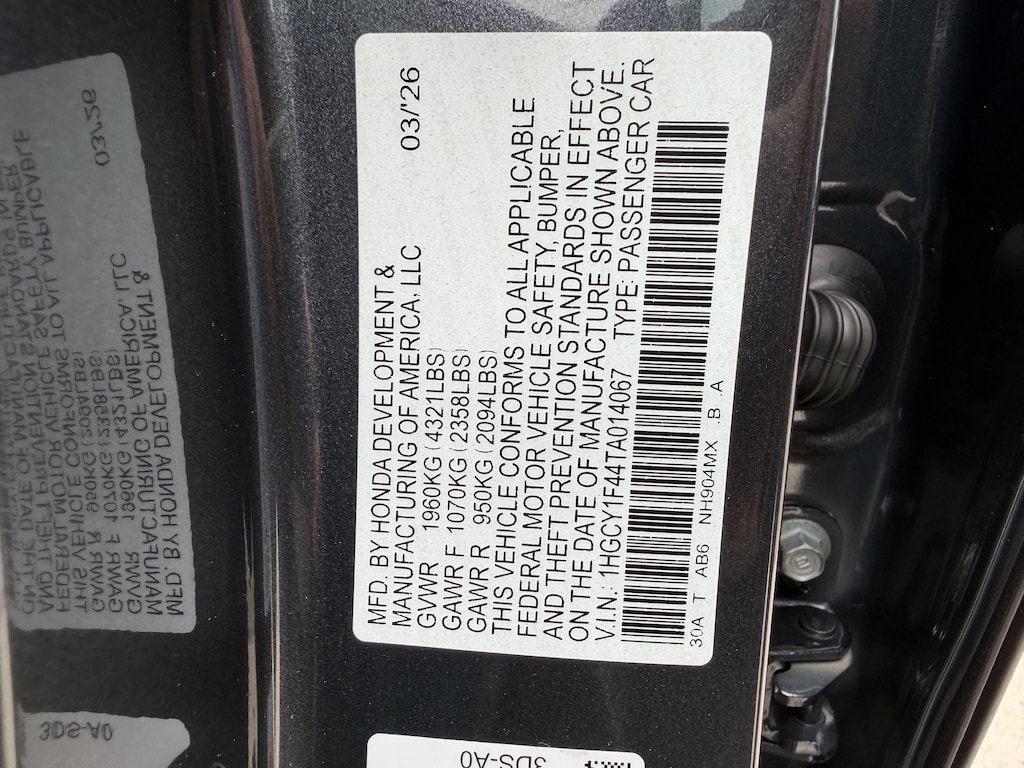 MFD. BY HONDA DEVELOPMENT &
MANUFACTURING OF AMERICA, LLC 03/'26
GVWR 1960KG (4321LBS)
GAWR F 1070KG (2358LBS)
GAWR R 950KG (2094LBS)
THIS VEHICLE CONFORMS TO ALL APPLICABLE
FEDERAL MOTOR VEHICLE SAFETY, BUMPER,
AND THEFT PREVENTION STANDARDS IN EFFECT
ON THE DATE OF MANUFACTURE SHOWN ABOVE.
V.I.N.: 1HGCY1F44TA014067 TYPE: PASSENGER CAR
30A T AB6 NH904MX .B A
3DS-A0